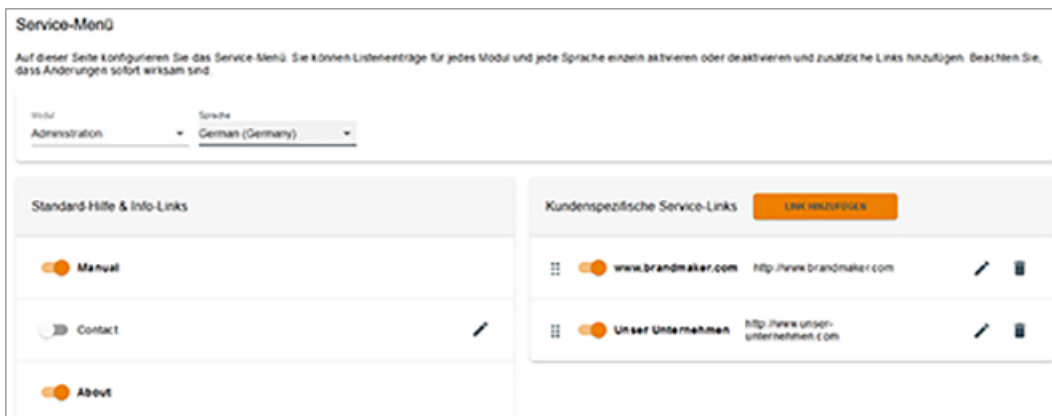 Service-Menü
Auf dieser Seite konfigurieren Sie das Service-Menü. Sie können Listeneinträge für jedes Modul und jede Sprache einzeln aktivieren oder deaktivieren und zusätzliche Links hinzufügen. Beachten Sie,
dass Änderungen sofort wirksam sind.
Modul
Sprache
Administration
German (Germany)
Standard-Hilfe & Info-Links
Kundenspezifische Service-Links
LINK HINZUFÜGEN
Manual
www.brandmaker.com
http://www.brandmaker.com
Contact
Unser Unternehmen
http://www.unser-
unternehmen.com
About